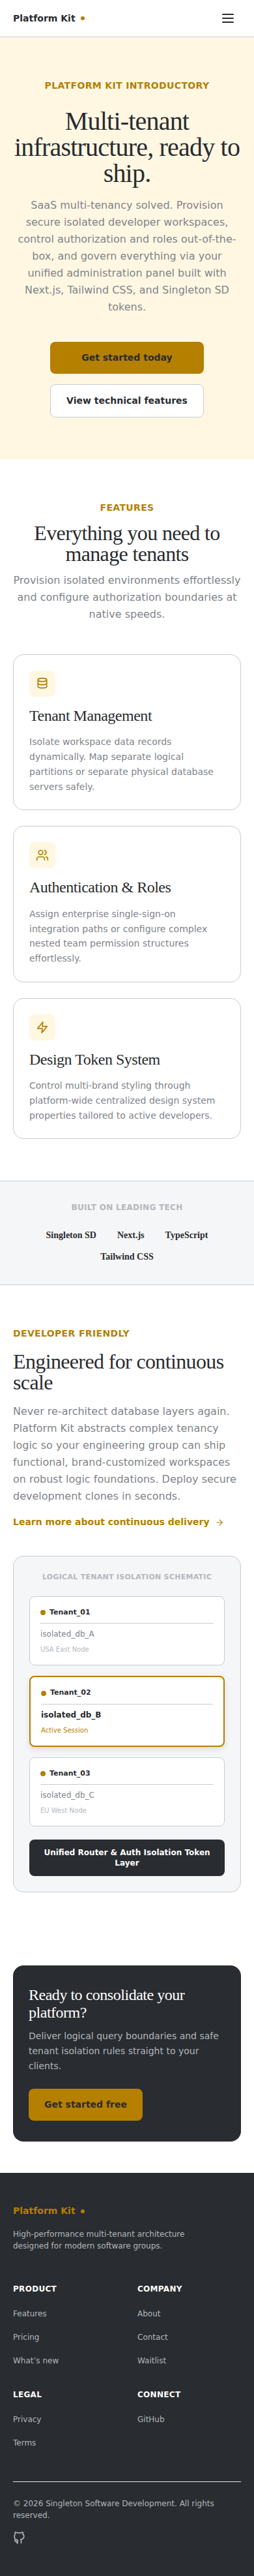 Platform Kit
PLATFORM KIT INTRODUCTORY
Multi-tenant
infrastructure, ready to
ship.
SaaS multi-tenancy solved. Provision
secure isolated developer workspaces,
control authorization and roles out-of-the-
box, and govern everything via your
unified administration panel built with
Next.js, Tailwind CSS, and Singleton SD
tokens.
Get started today
View technical features
FEATURES
Everything you need to
manage tenants
Provision isolated environments effortlessly
and configure authorization boundaries at
native speeds.
Tenant Management
Isolate workspace data records
dynamically. Map separate logical
partitions or separate physical database
servers safely.
Authentication & Roles
Assign enterprise single-sign-on
integration paths or configure complex
nested team permission structures
effortlessly.
Design Token System
Control multi-brand styling through
platform-wide centralized design system
properties tailored to active developers.
BUILT ON LEADING TECH
Singleton SD Next.js TypeScript
Tailwind CSS
DEVELOPER FRIENDLY
Engineered for continuous
scale
Never re-architect database layers again.
Platform Kit abstracts complex tenancy
logic so your engineering group can ship
functional, brand-customized workspaces
on robust logic foundations. Deploy secure
development clones in seconds.
Learn more about continuous delivery →
LOGICAL TENANT ISOLATION SCHEMATIC
Tenant_01
isolated_db_A
USA East Node
Tenant_02
isolated_db_B
Active Session
Tenant_03
isolated_db_C
EU West Node
Unified Router & Auth Isolation Token
Layer
Ready to consolidate your
platform?
Deliver logical query boundaries and safe
tenant isolation rules straight to your
clients.
Get started free
Platform Kit
High-performance multi-tenant architecture
designed for modern software groups.
PRODUCT
Features
Pricing
What's new
COMPANY
About
Contact
Waitlist
LEGAL
Privacy
Terms
CONNECT
GitHub
© 2026 Singleton Software Development. All rights
reserved.